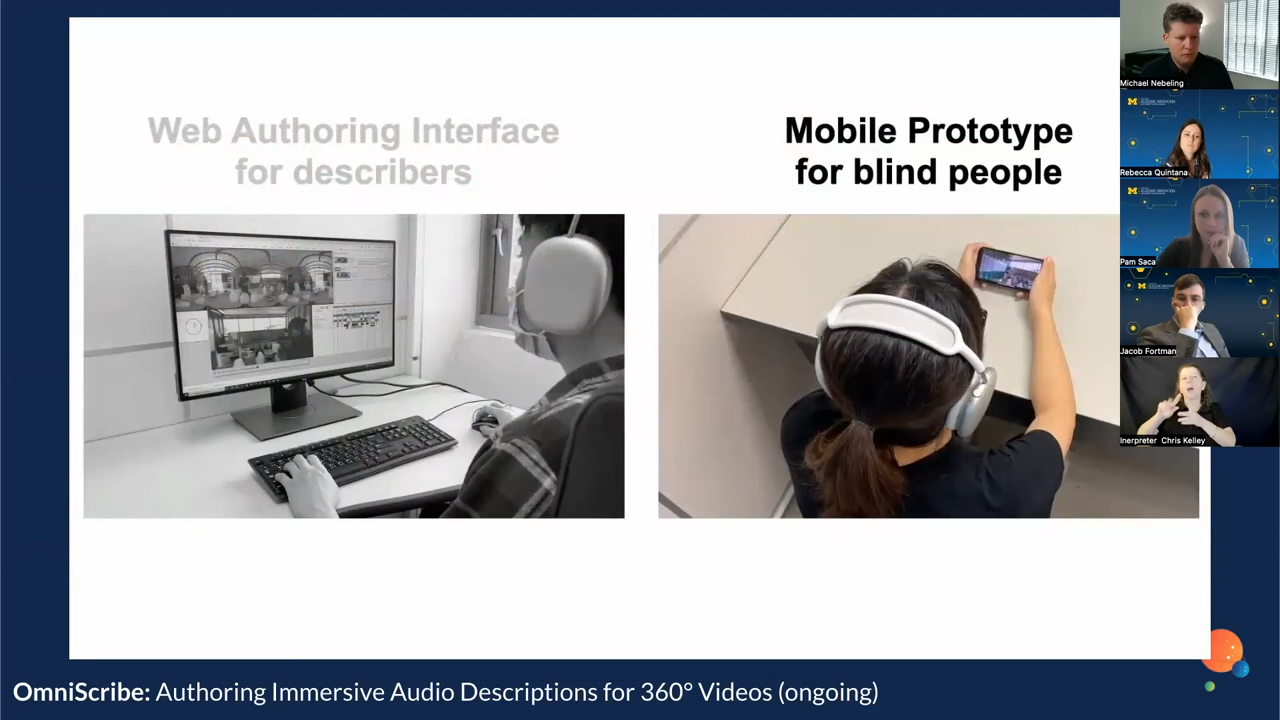 Web Authoring Interface
for describers
Mobile Prototype
for blind people
Michael Nebeling
Rebecca Quintana
Pam Saca
Jacob Fortman
Inerpreter Chris Kelley
OmniScribe: Authoring Immersive Audio Descriptions for 360° Videos (ongoing)